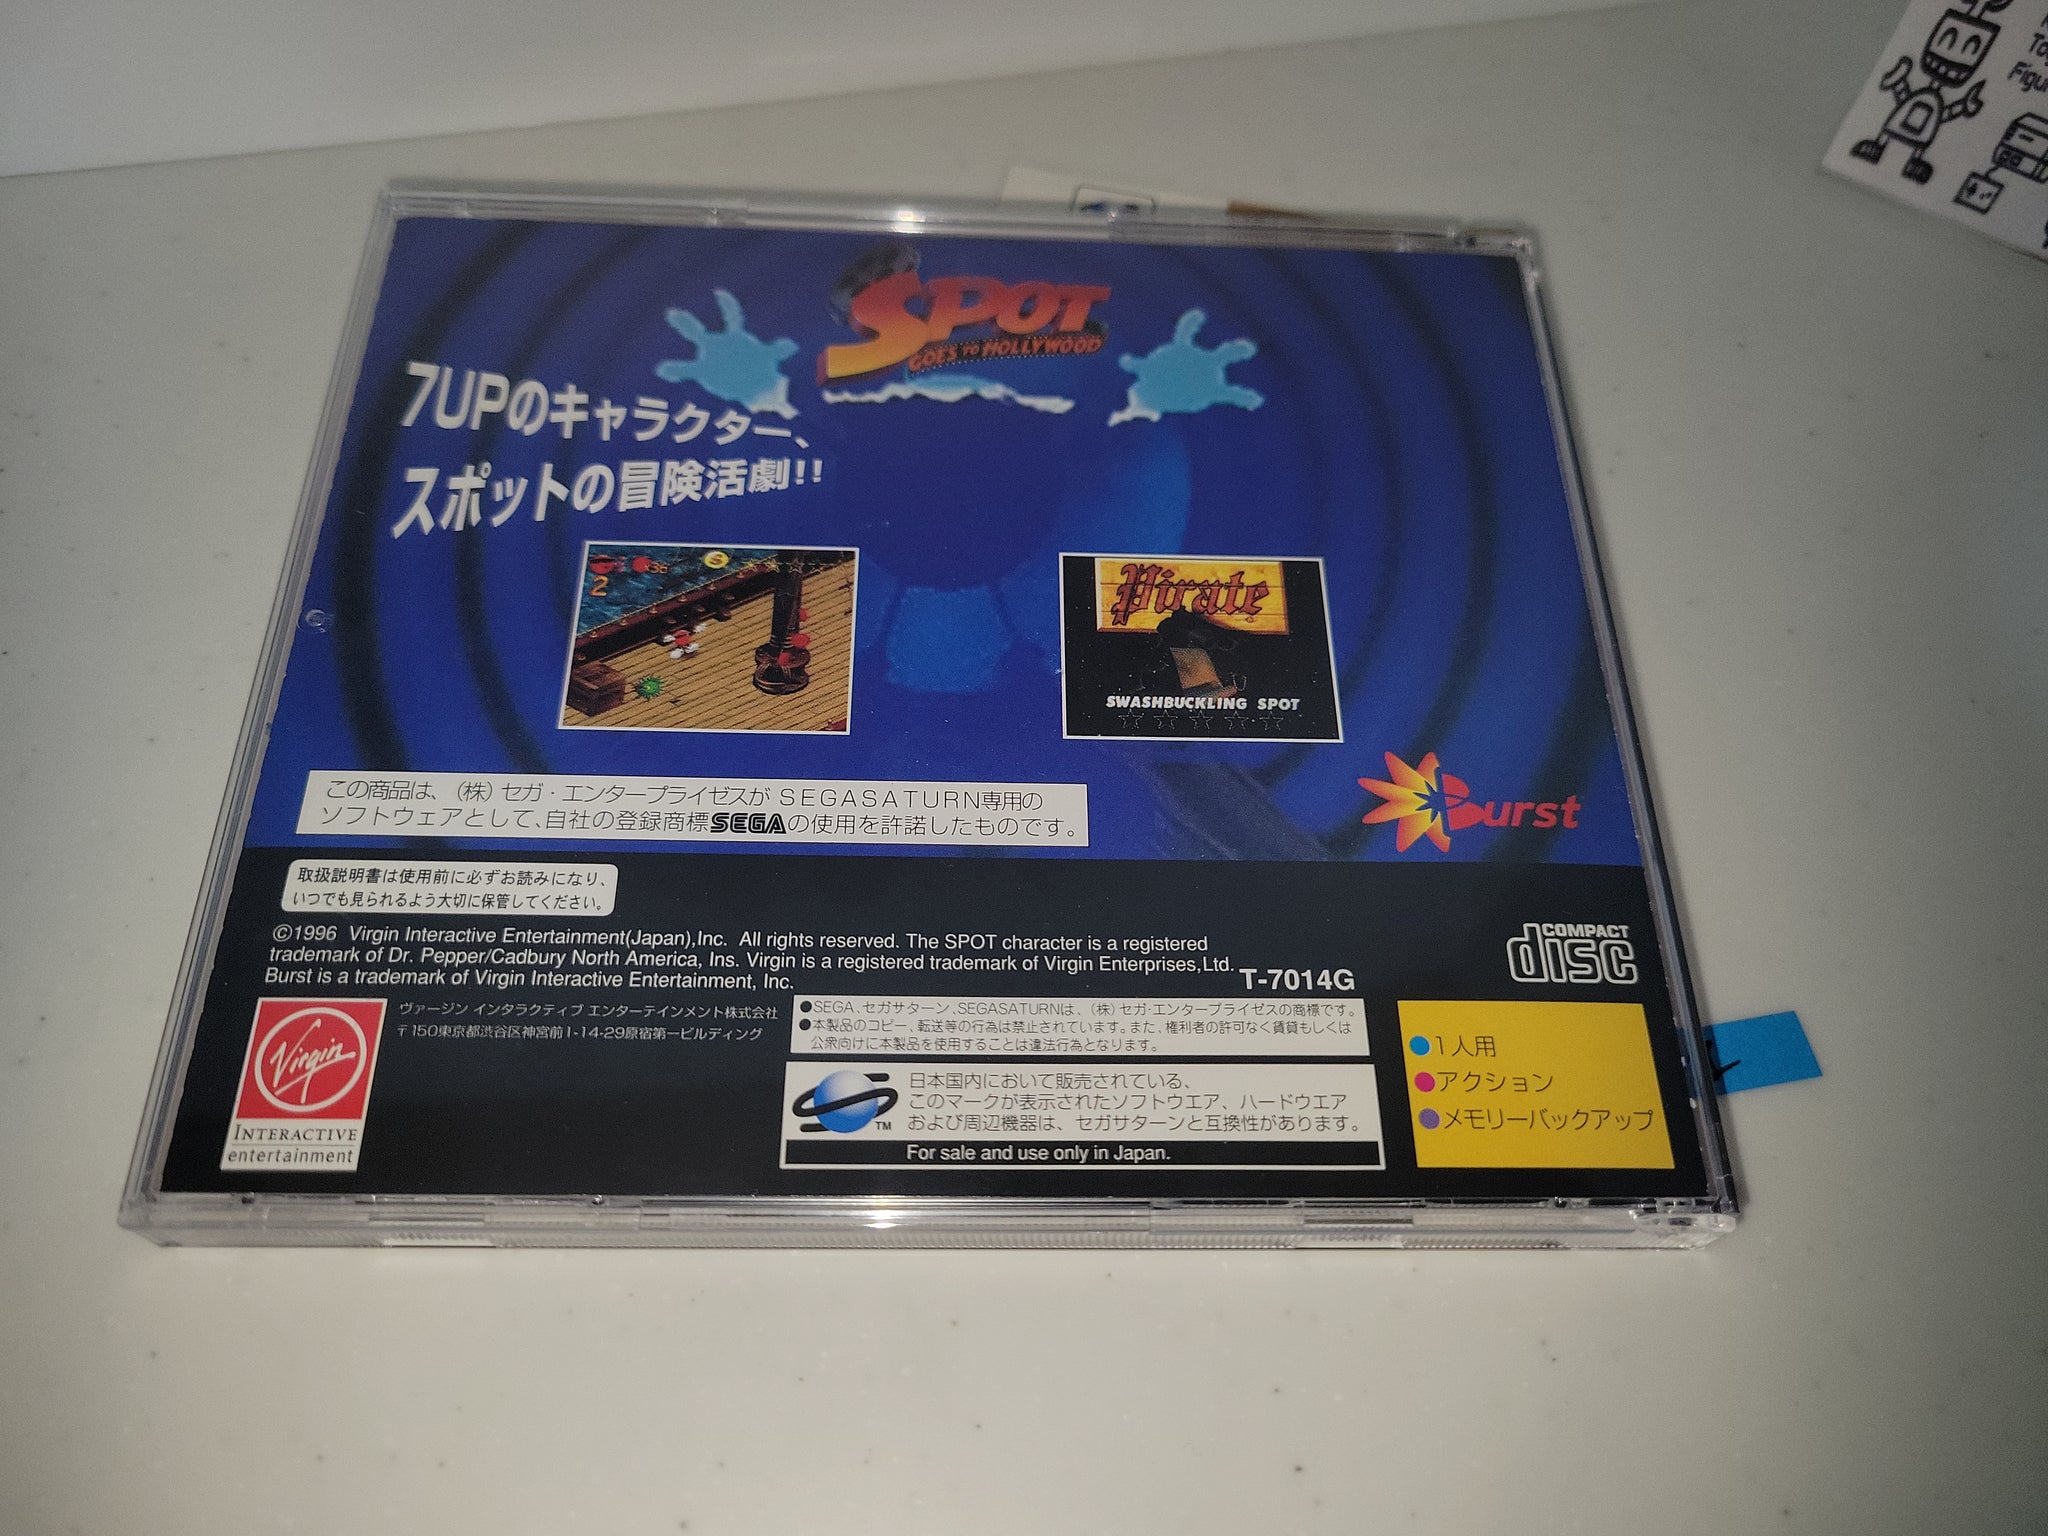 SPOT
GOES TO HOLLYWOOD
7UPのキャラクター、
スポットの冒険活劇!!
x36
2
Pirate
SWASHBUCKLING SPOT
この商品は、(株)セガ・エンタープライゼスがSEGASATURN専用の
ソフトウェアとして、自社の登録商標SEGAの使用を許諾したものです。
Burst
取扱説明書は使用前に必ずお読みになり、
いつでも見られるよう大切に保管してください。
©1996 Virgin Interactive Entertainment(Japan),Inc. All rights reserved. The SPOT character is a registered
trademark of Dr. Pepper/Cadbury North America, Ins. Virgin is a registered trademark of Virgin Enterprises,Ltd.
Burst is a trademark of Virgin Interactive Entertainment, Inc.
T-7014G
COMPACT
disc
Virgin
INTERACTIVE
entertainment
ヴァージン インタラクティブ エンターテインメント株式会社
〒150東京都渋谷区神宮前1-14-29原宿第一ビルディング
●SEGA、セガサターン、SEGASATURNは、(株)セガ・エンタープライゼスの商標です。
●本製品のコピー、転送等の行為は禁止されています。また、権利者の許可なく賃貸もしくは
公衆向けに本製品を使用することは違法行為となります。
TM
日本国内において販売されている、
このマークが表示されたソフトウエア、ハードウエア
および周辺機器は、セガサターンと互換性があります。
For sale and use only in Japan.
●1人用
●アクション
●メモリーバックアップ
B
D